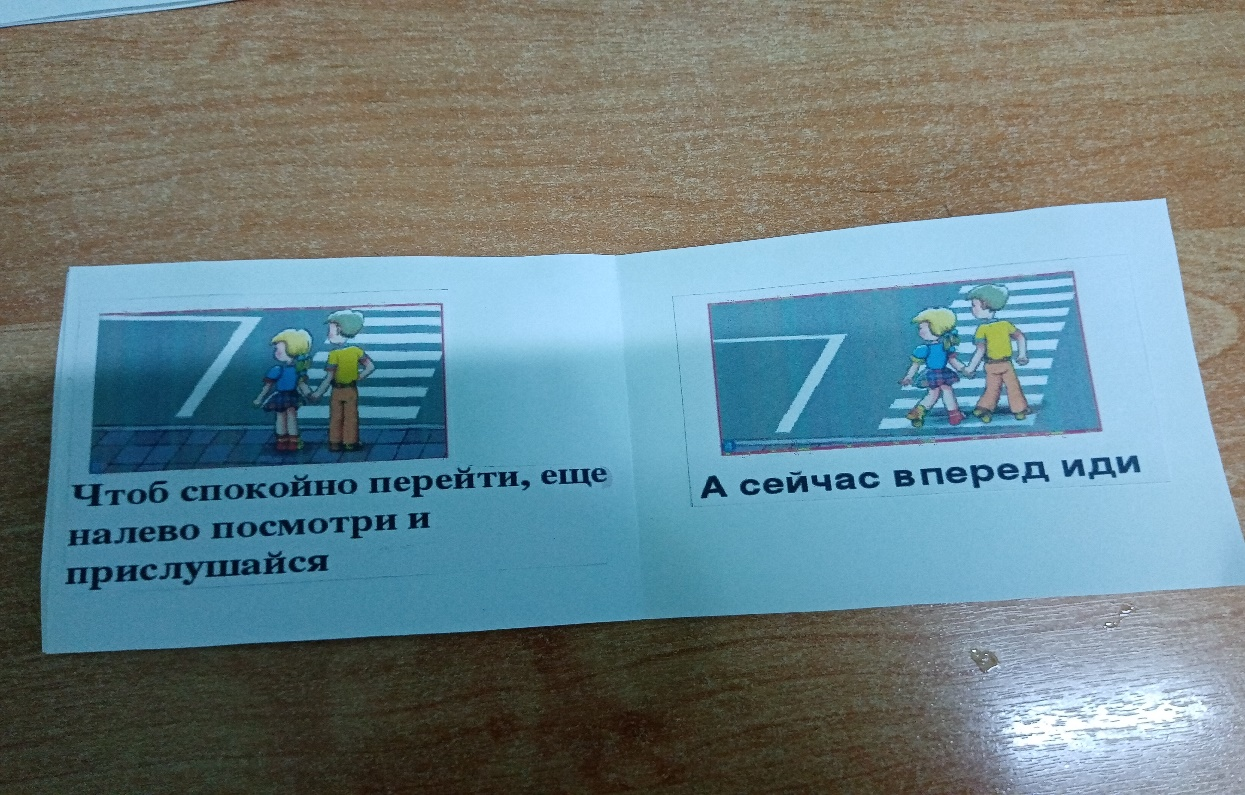 Чтоб спокойно перейти, еще
налево посмотри и
прислушайся
А сейчас вперед иди